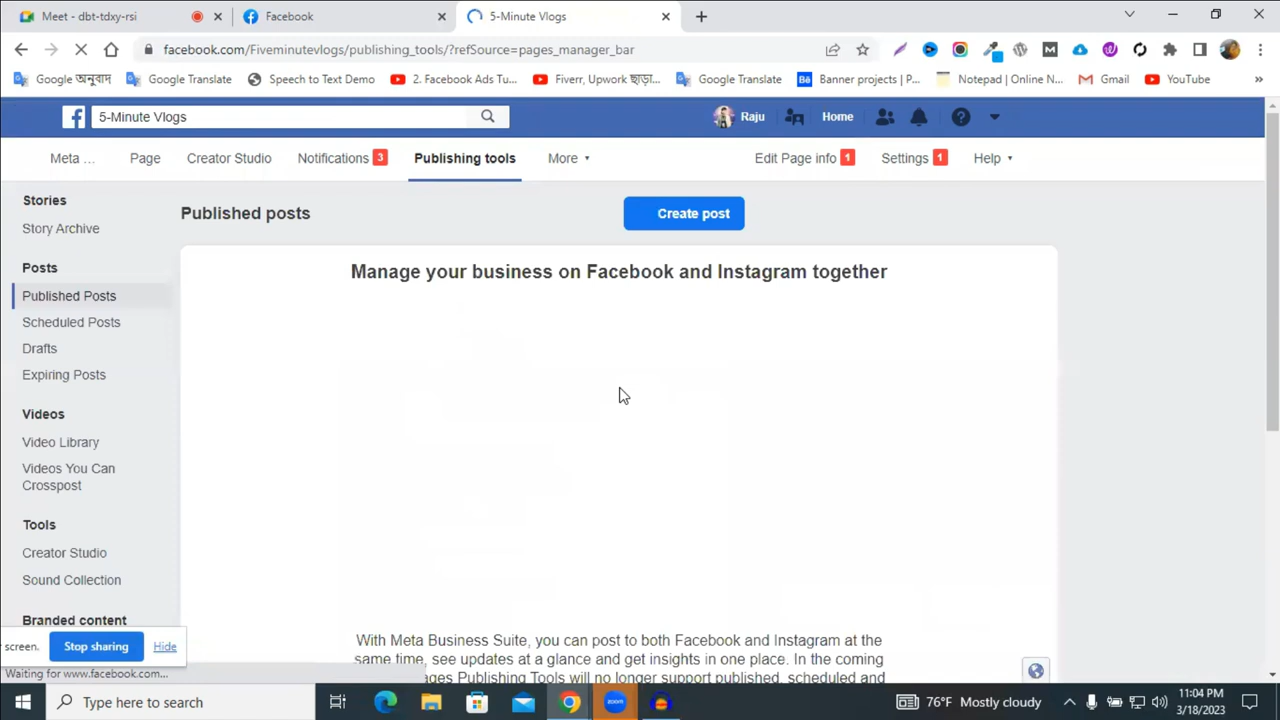 Meet - dbt-tdxy-rsi
Facebook
5-Minute Vlogs
facebook.com/Fiveminutevlogs/publishing_tools/?refSource=pages_manager_bar
Google অনুবাদ
Google Translate
Speech to Text Demo
2. Facebook Ads Tu...
Fiverr, Upwork ছাড়া...
Google Translate
Banner projects | P...
Notepad | Online N...
Gmail
YouTube
5-Minute Vlogs
Raju
Home
Meta ...
Page
Creator Studio
Notifications 3
Publishing tools
More
Edit Page info 1
Settings 1
Help
Stories
Story Archive
Posts
Published Posts
Scheduled Posts
Drafts
Expiring Posts
Videos
Video Library
Videos You Can
Crosspost
Tools
Creator Studio
Sound Collection
Branded content
Published posts
Create post
Manage your business on Facebook and Instagram together
With Meta Business Suite, you can post to both Facebook and Instagram at the
same time, see updates at a glance and get insights in one place. In the coming
ages Publishing Tools will no longer support published, scheduled and
screen.
Stop sharing
Hide
Waiting for www.facebook.com...
Type here to search
76°F Mostly cloudy
11:04 PM
3/18/2023